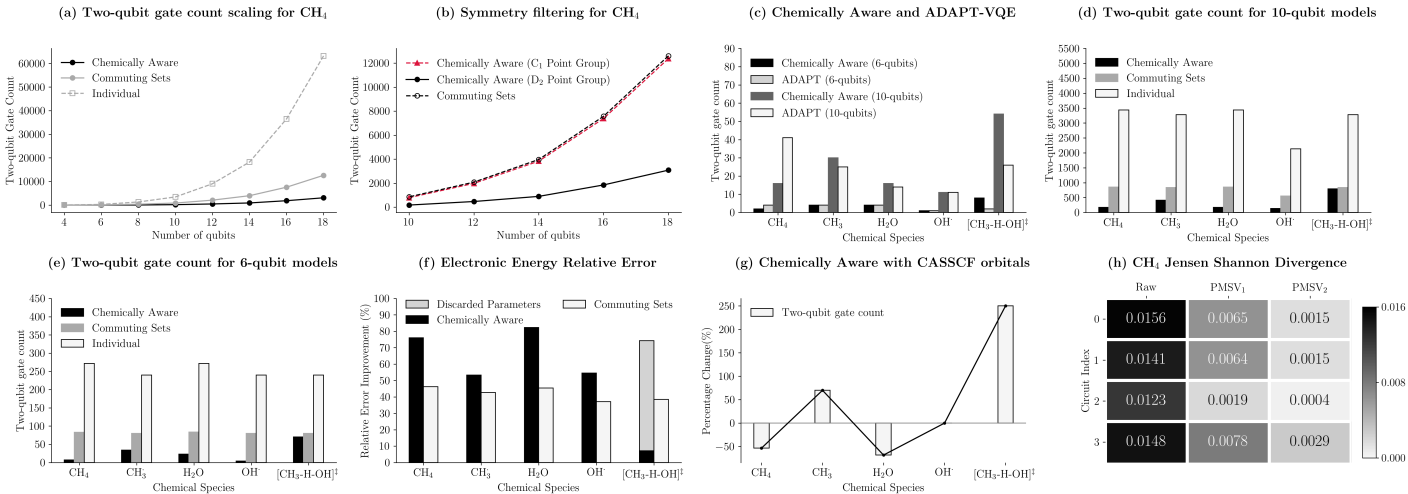 (a) Two-qubit gate count scaling for CH₄
Two-qubit Gate Count
60000
50000
40000
30000
20000
10000
0
Chemically Aware
Commuting Sets
Individual
4 6 8 10 12 14 16 18
Number of qubits
(b) Symmetry filtering for CH₄
Two-qubit Gate Count
12000
10000
8000
6000
4000
2000
0
Chemically Aware (C₁ Point Group)
Chemically Aware (D₂ Point Group)
Commuting Sets
10 12 14 16 18
Number of qubits
(c) Chemically Aware and ADAPT-VQE
Two-qubit gate count
90
80
70
60
50
40
30
20
10
0
Chemically Aware (6-qubits)
ADAPT (6-qubits)
Chemically Aware (10-qubits)
ADAPT (10-qubits)
CH₄ CH₃ H₂O OH⁻ [CH₃-H-OH]‡
Chemical Species
(d) Two-qubit gate count for 10-qubit models
Two-qubit gate count
5500
5000
4500
4000
3500
3000
2500
2000
1500
1000
500
0
Chemically Aware
Commuting Sets
Individual
CH₄ CH₃ H₂O OH⁻ [CH₃-H-OH]‡
Chemical Species
(e) Two-qubit gate count for 6-qubit models
Two-qubit gate count
450
400
350
300
250
200
150
100
50
0
Chemically Aware
Commuting Sets
Individual
CH₄ CH₃ H₂O OH⁻ [CH₃-H-OH]‡
Chemical Species
(f) Electronic Energy Relative Error
Relative Error Improvement (%)
100
90
80
70
60
50
40
30
20
10
0
Discarded Parameters
Chemically Aware
Commuting Sets
CH₄ CH₃ H₂O OH⁻ [CH₃-H-OH]‡
Chemical Species
(g) Chemically Aware with CASSCF orbitals
Percentage Change(%)
250
200
150
100
50
0
−50
Two-qubit gate count
CH₄ CH₃ H₂O OH⁻ [CH₃-H-OH]‡
Chemical Species
(h) CH₄ Jensen Shannon Divergence
Raw PMSV₁ PMSV₂
Circuit Index
0 0.0156 0.0065 0.0015
1 0.0141 0.0064 0.0015
2 0.0123 0.0019 0.0004
3 0.0148 0.0078 0.0029
0.016
0.008
0.000